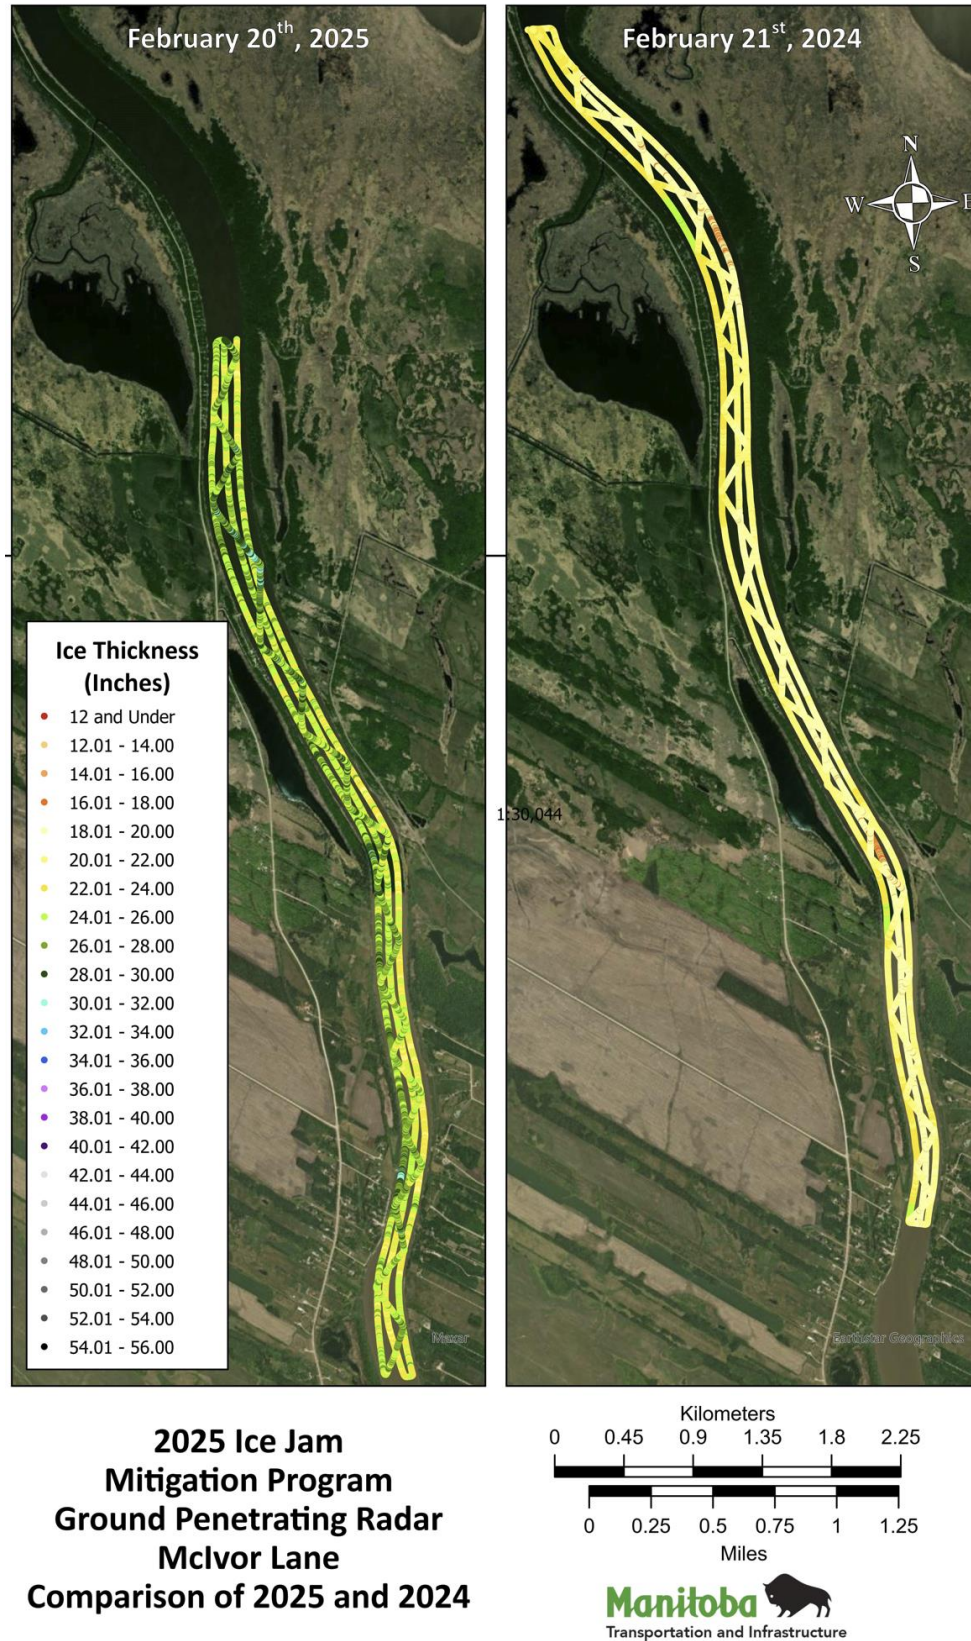 February 20th, 2025
February 21st, 2024
N
W E
S
Ice Thickness
(Inches)
12 and Under
12.01 - 14.00
14.01 - 16.00
16.01 - 18.00
18.01 - 20.00
20.01 - 22.00
22.01 - 24.00
24.01 - 26.00
26.01 - 28.00
28.01 - 30.00
30.01 - 32.00
32.01 - 34.00
34.01 - 36.00
36.01 - 38.00
38.01 - 40.00
40.01 - 42.00
42.01 - 44.00
44.01 - 46.00
46.01 - 48.00
48.01 - 50.00
50.01 - 52.00
52.01 - 54.00
54.01 - 56.00
1:30,044
Maxar
Earthstar Geographics
2025 Ice Jam
Mitigation Program
Ground Penetrating Radar
McIvor Lane
Comparison of 2025 and 2024
Kilometers
0 0.45 0.9 1.35 1.8 2.25
0 0.25 0.5 0.75 1 1.25
Miles
Manitoba
Transportation and Infrastructure